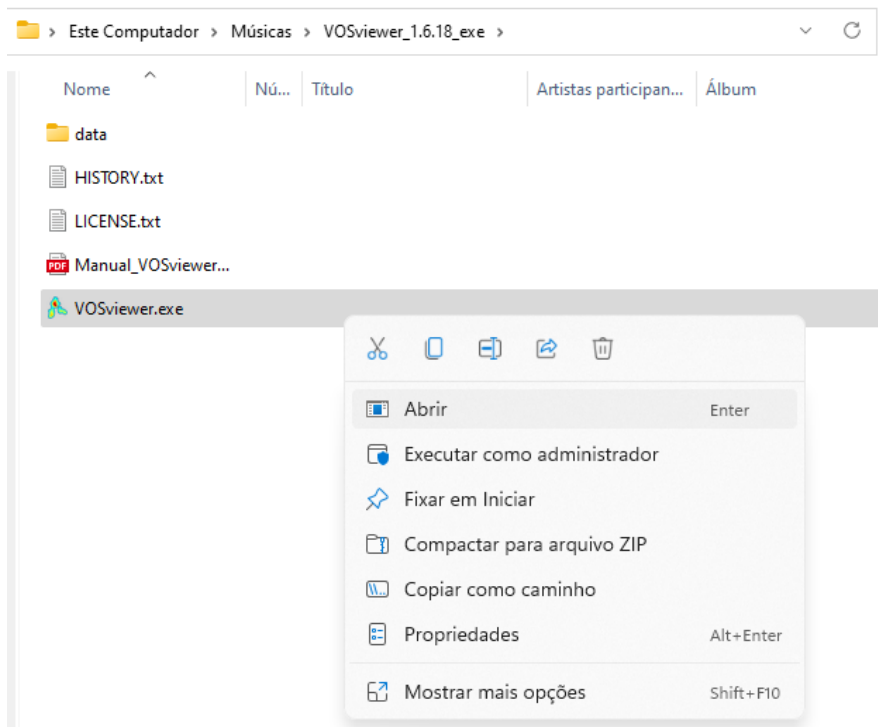 Este Computador > Músicas > VOSviewer_1.6.18_exe >
Nome Nú... Título Artistas participan... Álbum
data
HISTORY.txt
LICENSE.txt
PDF Manual_VOSviewer...
VOSviewer.exe
Abrir Enter
Executar como administrador
Fixar em Iniciar
Compactar para arquivo ZIP
Copiar como caminho
Propriedades Alt+Enter
Mostrar mais opções Shift+F10